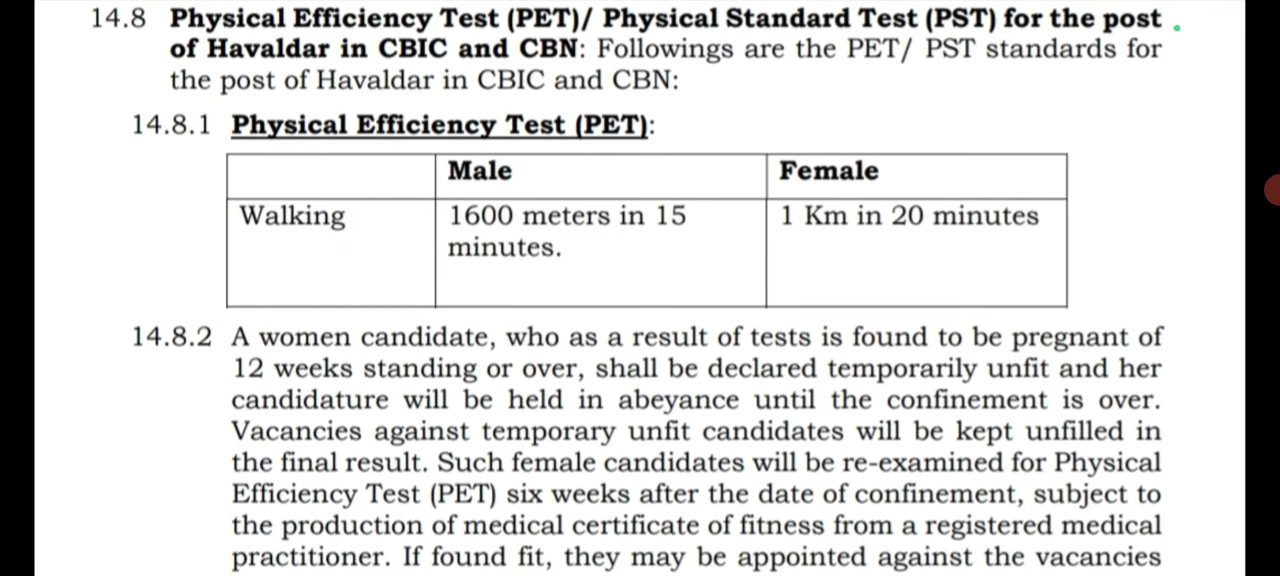 14.8 Physical Efficiency Test (PET)/ Physical Standard Test (PST) for the post
of Havaldar in CBIC and CBN: Followings are the PET/ PST standards for
the post of Havaldar in CBIC and CBN:
14.8.1 Physical Efficiency Test (PET):
Male Female
Walking 1600 meters in 15 1 Km in 20 minutes
minutes.
14.8.2 A women candidate, who as a result of tests is found to be pregnant of
12 weeks standing or over, shall be declared temporarily unfit and her
candidature will be held in abeyance until the confinement is over.
Vacancies against temporary unfit candidates will be kept unfilled in
the final result. Such female candidates will be re-examined for Physical
Efficiency Test (PET) six weeks after the date of confinement, subject to
the production of medical certificate of fitness from a registered medical
practitioner. If found fit, they may be appointed against the vacancies